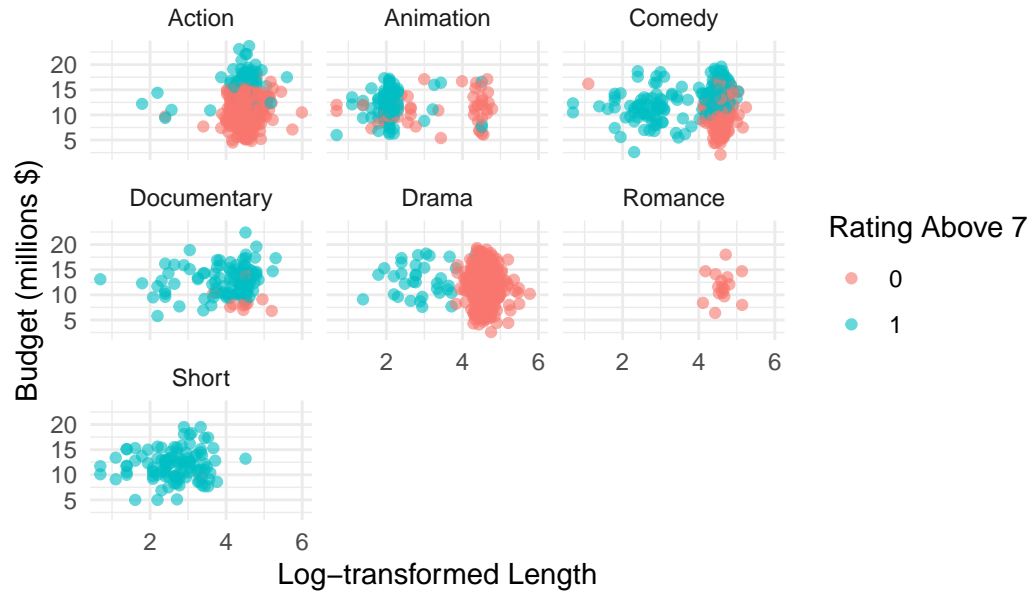 Action Animation Comedy
20
15
10
5
Documentary Drama Romance
20
15
10
5
2 4 6 2 4 6
Short
20
15
10
5
2 4 6
Log−transformed Length
Budget (millions $)
Rating Above 7
0
1